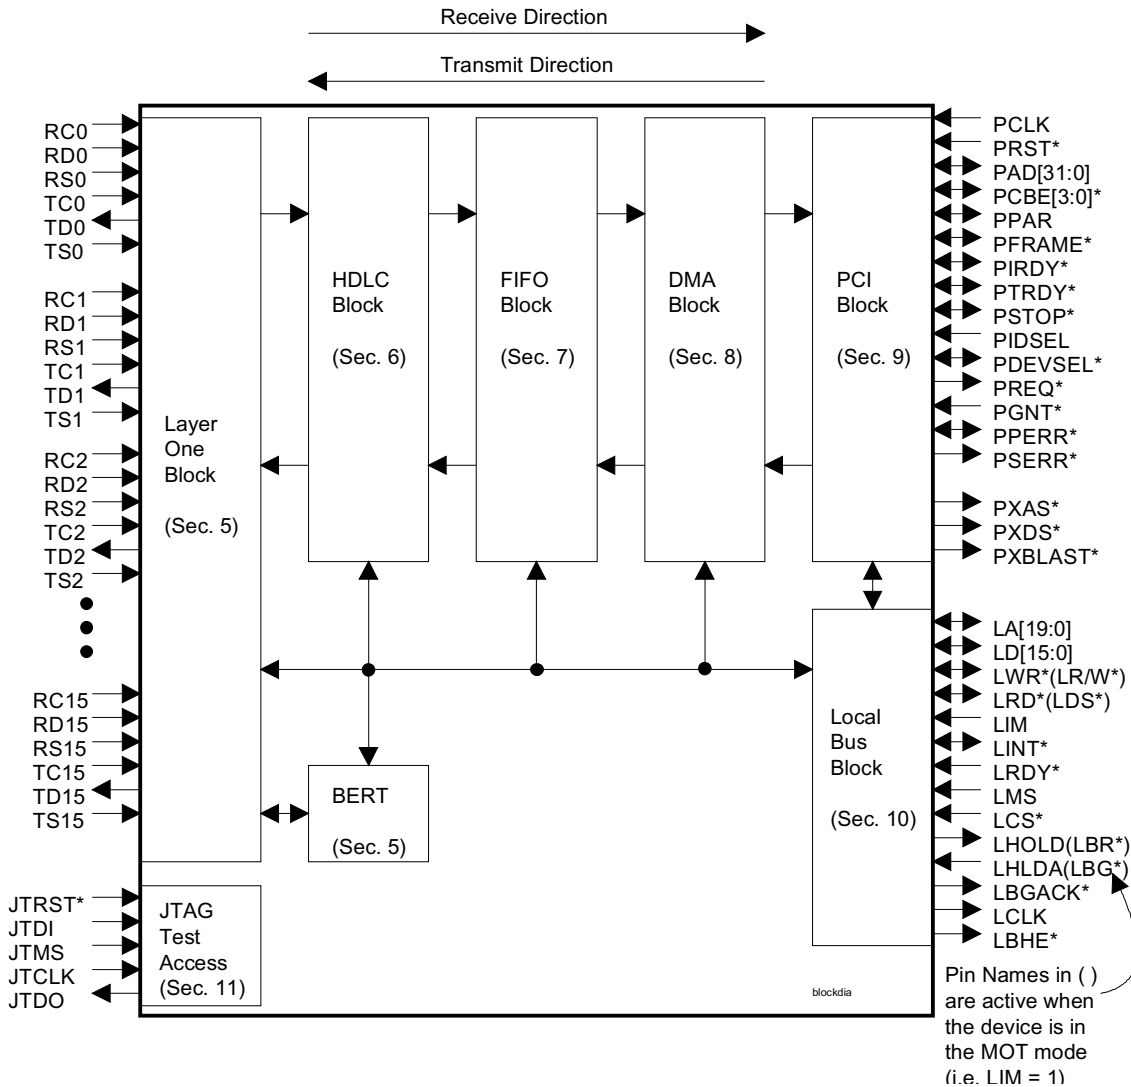 Receive Direction
Transmit Direction
RC0
RD0
RS0
TC0
TD0
TS0
RC1
RD1
RS1
TC1
TD1
TS1
RC2
RD2
RS2
TC2
TD2
TS2
RC15
RD15
RS15
TC15
TD15
TS15
JTRST*
JTDI
JTMS
JTCLK
JTDO
Layer
One
Block
(Sec. 5)
HDLC
Block
(Sec. 6)
FIFO
Block
(Sec. 7)
DMA
Block
(Sec. 8)
PCI
Block
(Sec. 9)
BERT
(Sec. 5)
JTAG
Test
Access
(Sec. 11)
Local
Bus
Block
(Sec. 10)
blockdia
PCLK
PRST*
PAD[31:0]
PCBE[3:0]*
PPAR
PFRAME*
PIRDY*
PTRDY*
PSTOP*
PIDSEL
PDEVSEL*
PREQ*
PGNT*
PPERR*
PSERR*
PXAS*
PXDS*
PXBLAST*
LA[19:0]
LD[15:0]
LWR*(LR/W*)
LRD*(LDS*)
LIM
LINT*
LRDY*
LMS
LCS*
LHOLD(LBR*)
LHLDA(LBG*)
LBGACK*
LCLK
LBHE*
Pin Names in ( )
are active when
the device is in
the MOT mode
(i.e. LIM = 1)